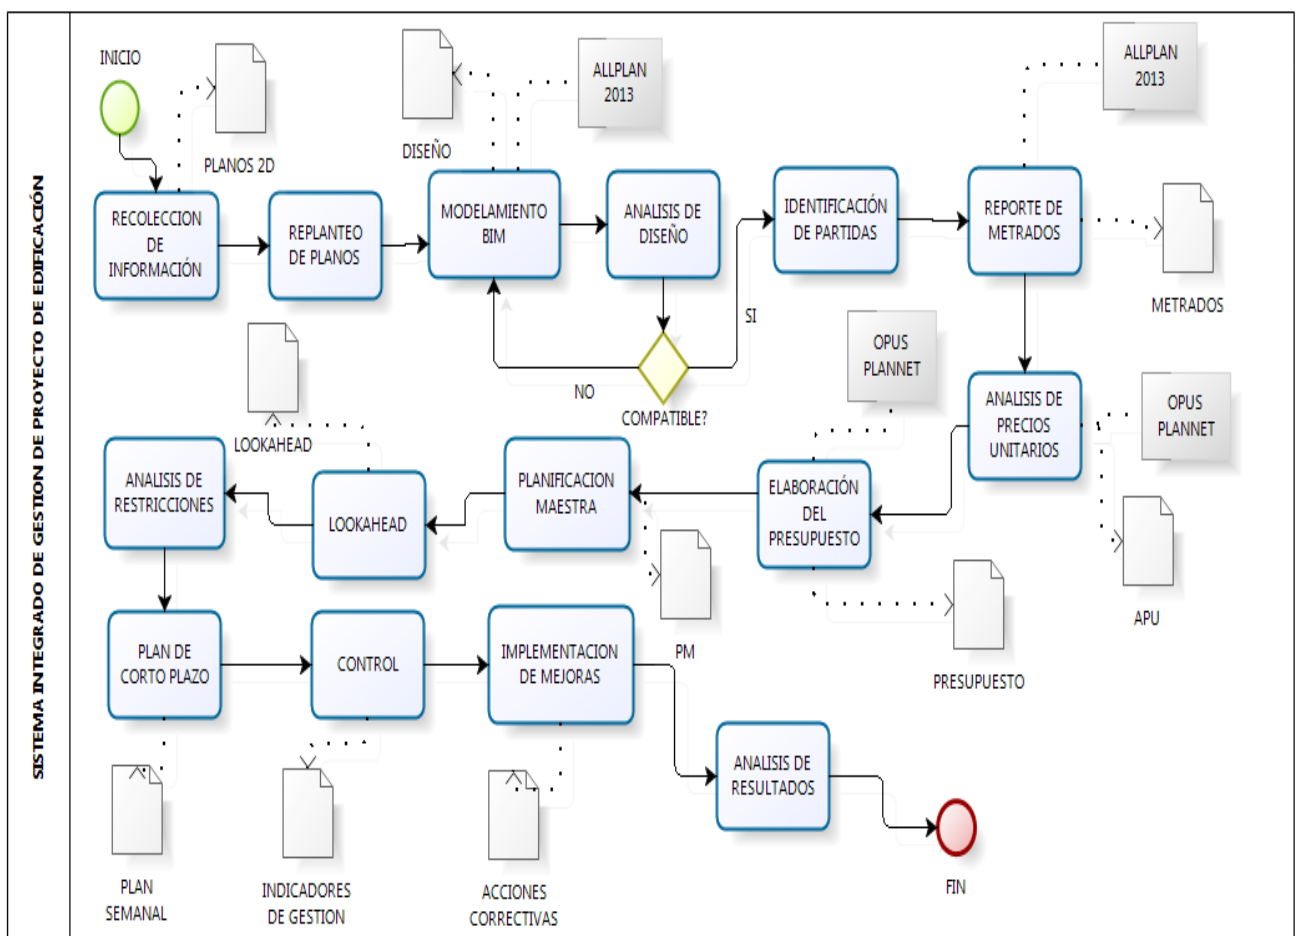 SISTEMA INTEGRADO DE GESTION DE PROYECTO DE EDIFICACIÓN
INICIO
PLANOS 2D
DISEÑO
ALLPLAN
2013
ALLPLAN
2013
RECOLECCION
DE
INFORMACIÓN
REPLANTEO
DE PLANOS
MODELAMIENTO
BIM
ANALISIS DE
DISEÑO
IDENTIFICACIÓN
DE PARTIDAS
REPORTE DE
METRADOS
METRADOS
SI
NO
COMPATIBLE?
OPUS
PLANNET
ANALISIS DE
PRECIOS
UNITARIOS
OPUS
PLANNET
LOOKAHEAD
ANALISIS DE
RESTRICCIONES
LOOKAHEAD
PLANIFICACION
MAESTRA
ELABORACIÓN
DEL
PRESUPUESTO
APU
PM
PRESUPUESTO
PLAN DE
CORTO PLAZO
CONTROL
IMPLEMENTACION
DE MEJORAS
ANALISIS DE
RESULTADOS
PLAN
SEMANAL
INDICADORES
DE GESTION
ACCIONES
CORRECTIVAS
FIN